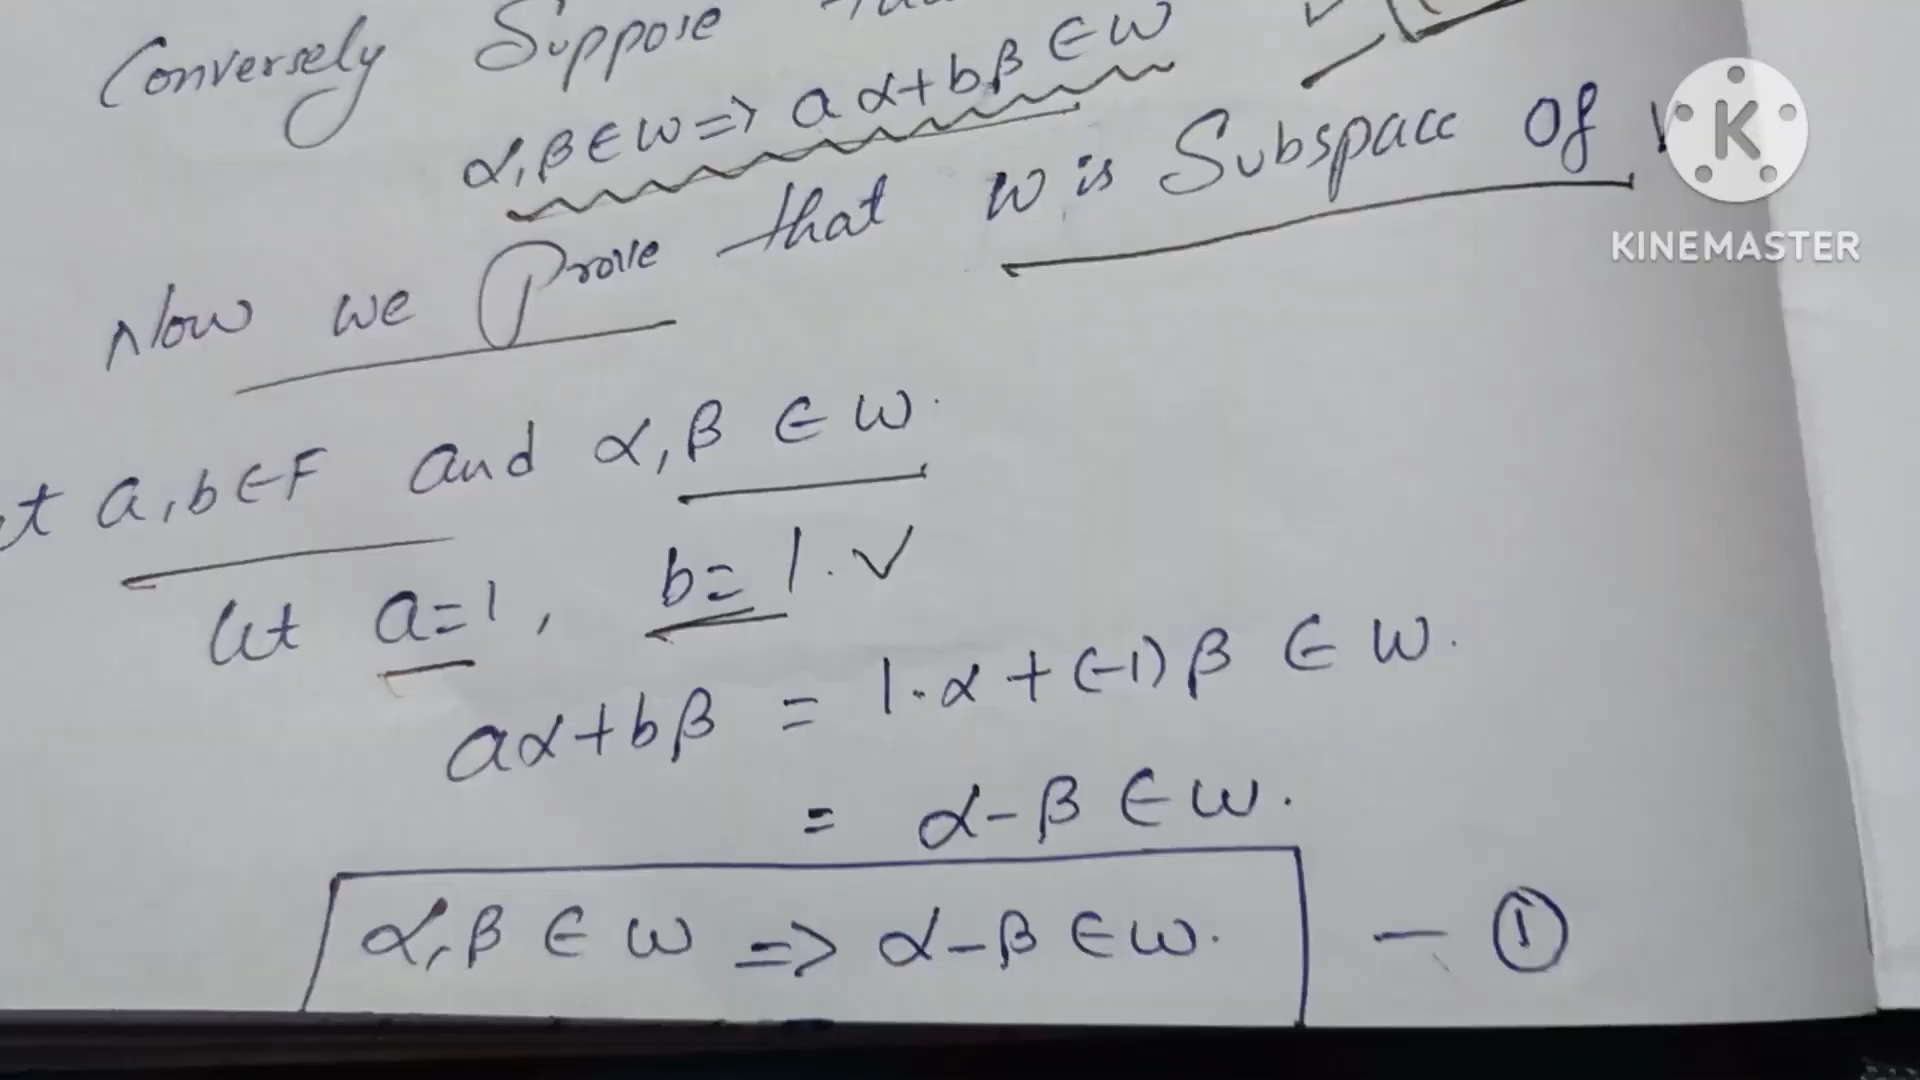 Conversely Suppose
α, β ∈ W => aα+bβ ∈ W
Now we Prove that W is Subspace Of V
a, b ∈ F and α, β ∈ W.
let a=1, b=1. ✓
aα+bβ = 1.α+(-1)β ∈ W.
= α-β ∈ W.
α, β ∈ W => α-β ∈ W. — ①
K
KINEMASTER